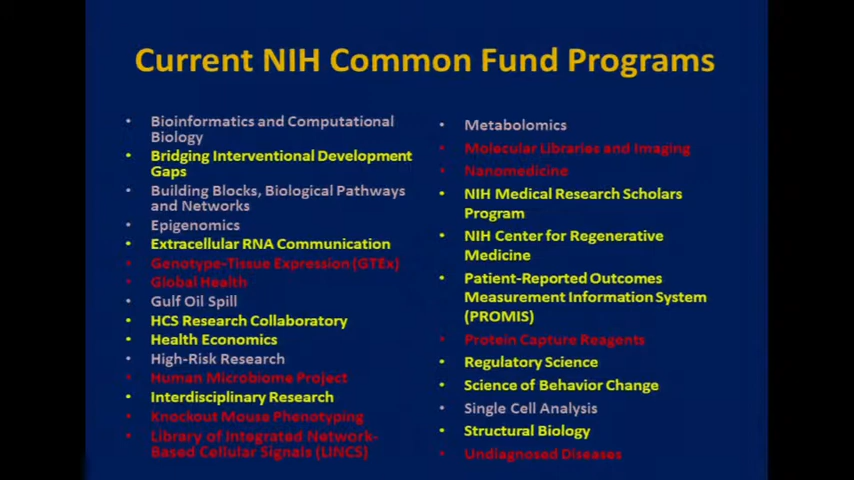 Current NIH Common Fund Programs
• Bioinformatics and Computational
Biology
• Bridging Interventional Development
Gaps
• Building Blocks, Biological Pathways
and Networks
• Epigenomics
• Extracellular RNA Communication
• Genotype-Tissue Expression (GTEx)
• Global Health
• Gulf Oil Spill
• HCS Research Collaboratory
• Health Economics
• High-Risk Research
• Human Microbiome Project
• Interdisciplinary Research
• Knockout Mouse Phenotyping
• Library of Integrated Network-
Based Cellular Signals (LINCS)
• Metabolomics
• Molecular Libraries and Imaging
• Nanomedicine
• NIH Medical Research Scholars
Program
• NIH Center for Regenerative
Medicine
• Patient-Reported Outcomes
Measurement Information System
(PROMIS)
• Protein Capture Reagents
• Regulatory Science
• Science of Behavior Change
• Single Cell Analysis
• Structural Biology
• Undiagnosed Diseases